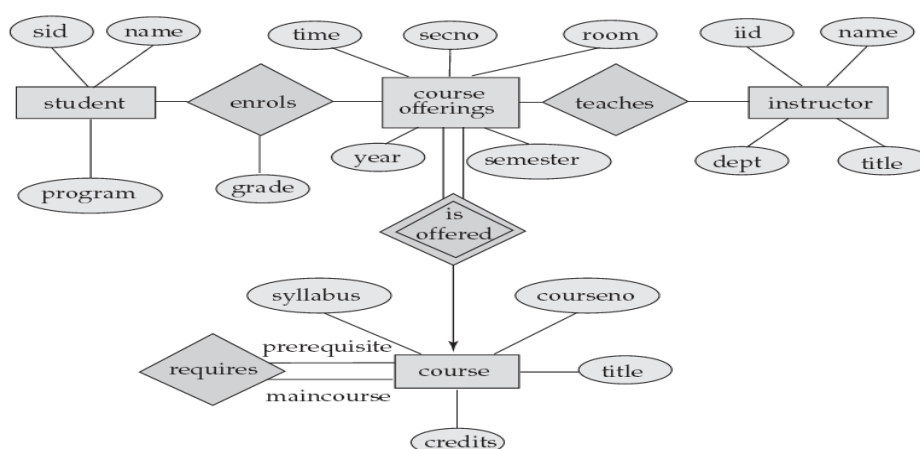 sid
name
time
secno
room
iid
name
student
enrols
course
offerings
teaches
instructor
program
grade
year
semester
dept
title
is
offered
syllabus
courseno
requires
prerequisite
maincourse
course
title
credits